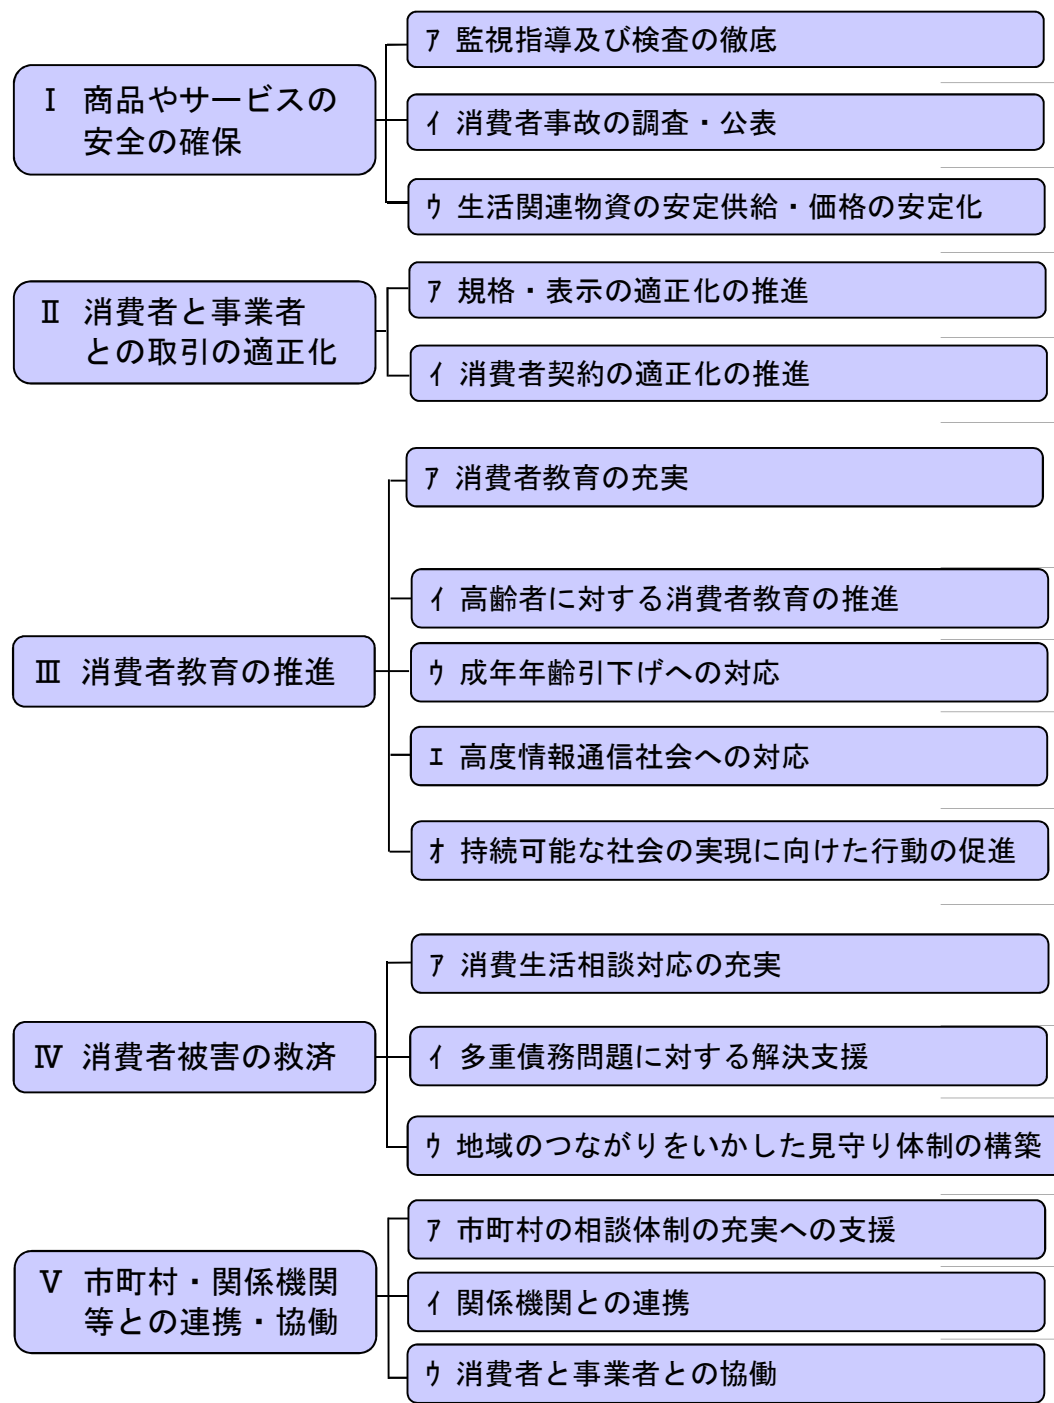 Ⅰ 商品やサービスの
安全の確保
ｱ 監視指導及び検査の徹底
ｲ 消費者事故の調査・公表
ｳ 生活関連物資の安定供給・価格の安定化
Ⅱ 消費者と事業者
との取引の適正化
ｱ 規格・表示の適正化の推進
ｲ 消費者契約の適正化の推進
Ⅲ 消費者教育の推進
ｱ 消費者教育の充実
ｲ 高齢者に対する消費者教育の推進
ｳ 成年年齢引下げへの対応
ｴ 高度情報通信社会への対応
ｵ 持続可能な社会の実現に向けた行動の促進
Ⅳ 消費者被害の救済
ｱ 消費生活相談対応の充実
ｲ 多重債務問題に対する解決支援
ｳ 地域のつながりをいかした見守り体制の構築
Ⅴ 市町村・関係機関
等との連携・協働
ｱ 市町村の相談体制の充実への支援
ｲ 関係機関との連携
ｳ 消費者と事業者との協働